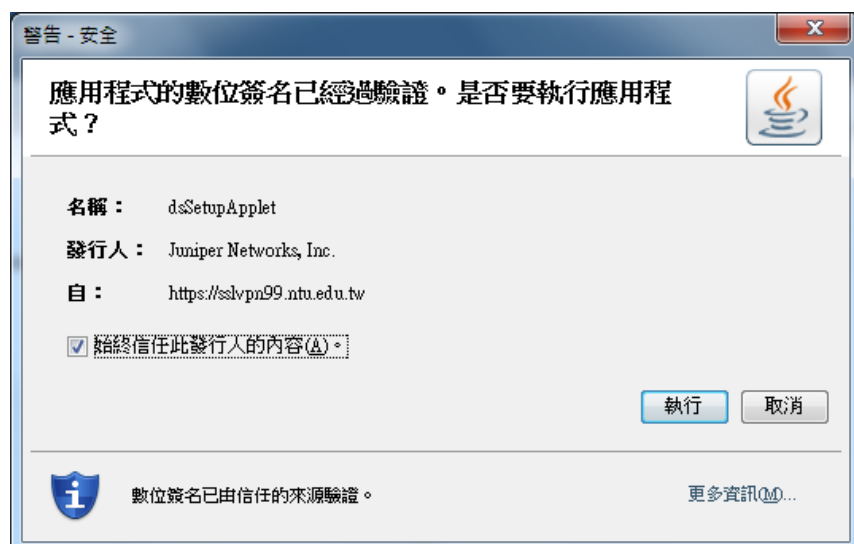 警告 - 安全
應用程式的數位簽名已經過驗證。是否要執行應用程
式？
名稱： dsSetupApplet
發行人： Juniper Networks, Inc.
自： https://sslvpn99.ntu.edu.tw
始終信任此發行人的內容(A)。
執行 取消
數位簽名已由信任的來源驗證。 更多資訊(M)...